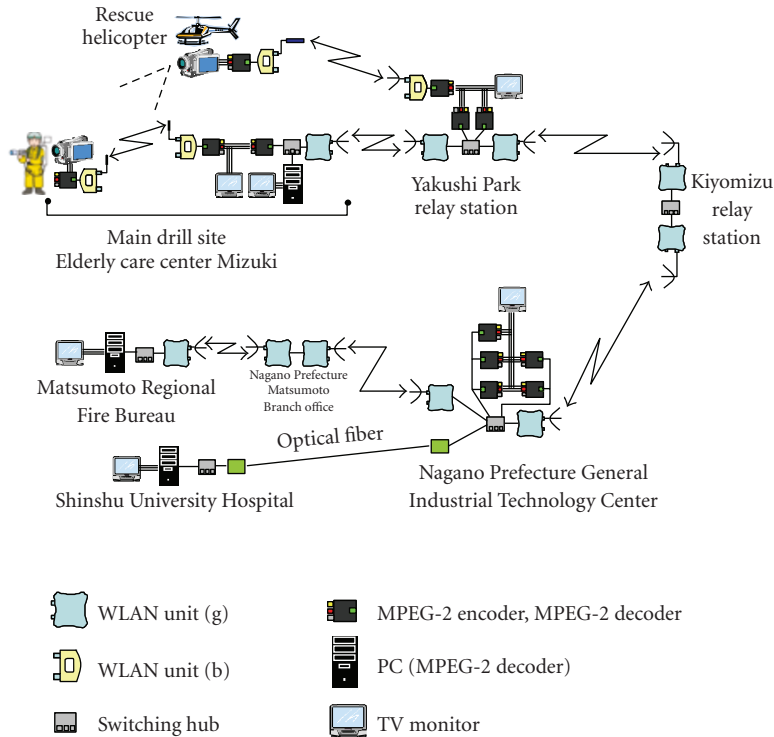 Rescue
helicopter
Yakushi Park
relay station
Kiyomizu
relay
station
Main drill site
Elderly care center Mizuki
Matsumoto Regional
Fire Bureau
Nagano Prefecture
Matsumoto
Branch office
Optical fiber
Shinshu University Hospital
Nagano Prefecture General
Industrial Technology Center
WLAN unit (g)
MPEG-2 encoder, MPEG-2 decoder
WLAN unit (b)
PC (MPEG-2 decoder)
Switching hub
TV monitor